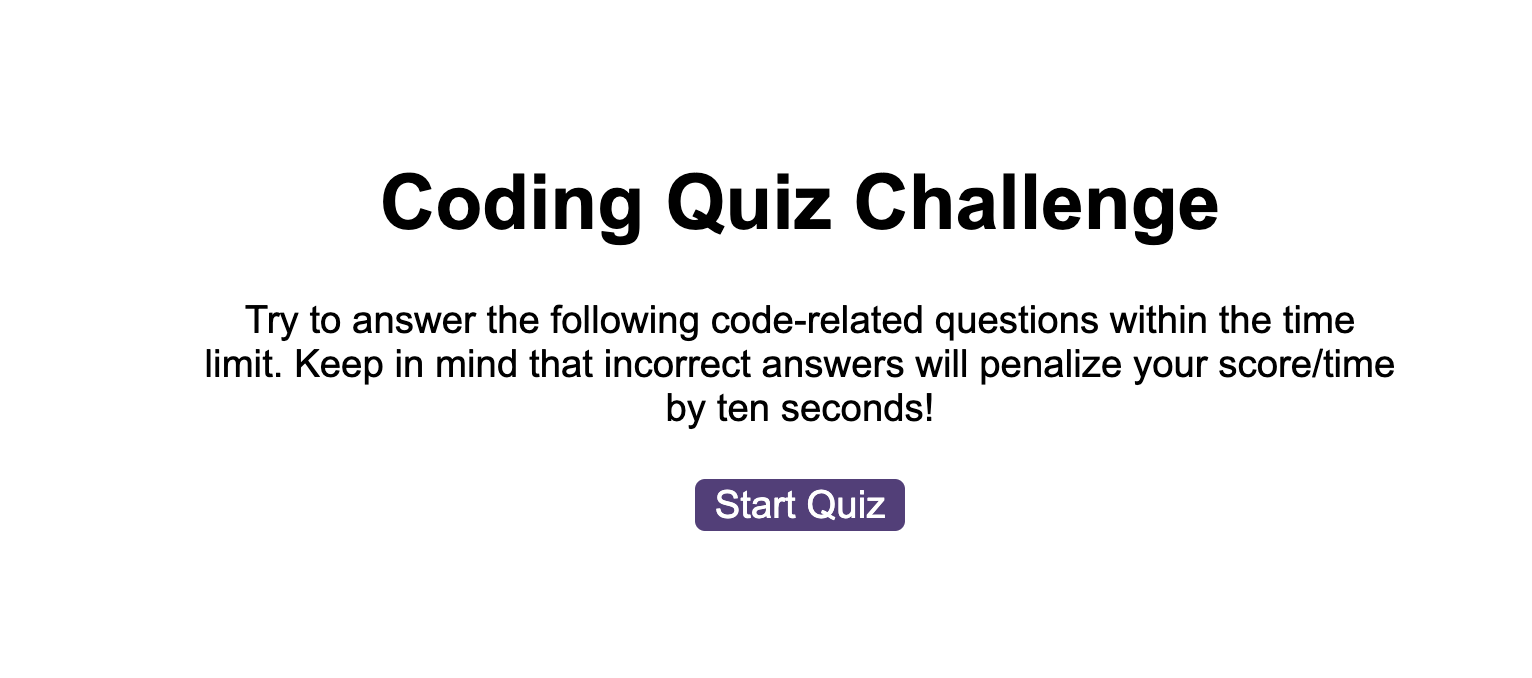 Coding Quiz Challenge
Try to answer the following code-related questions within the time
limit. Keep in mind that incorrect answers will penalize your score/time
by ten seconds!
Start Quiz